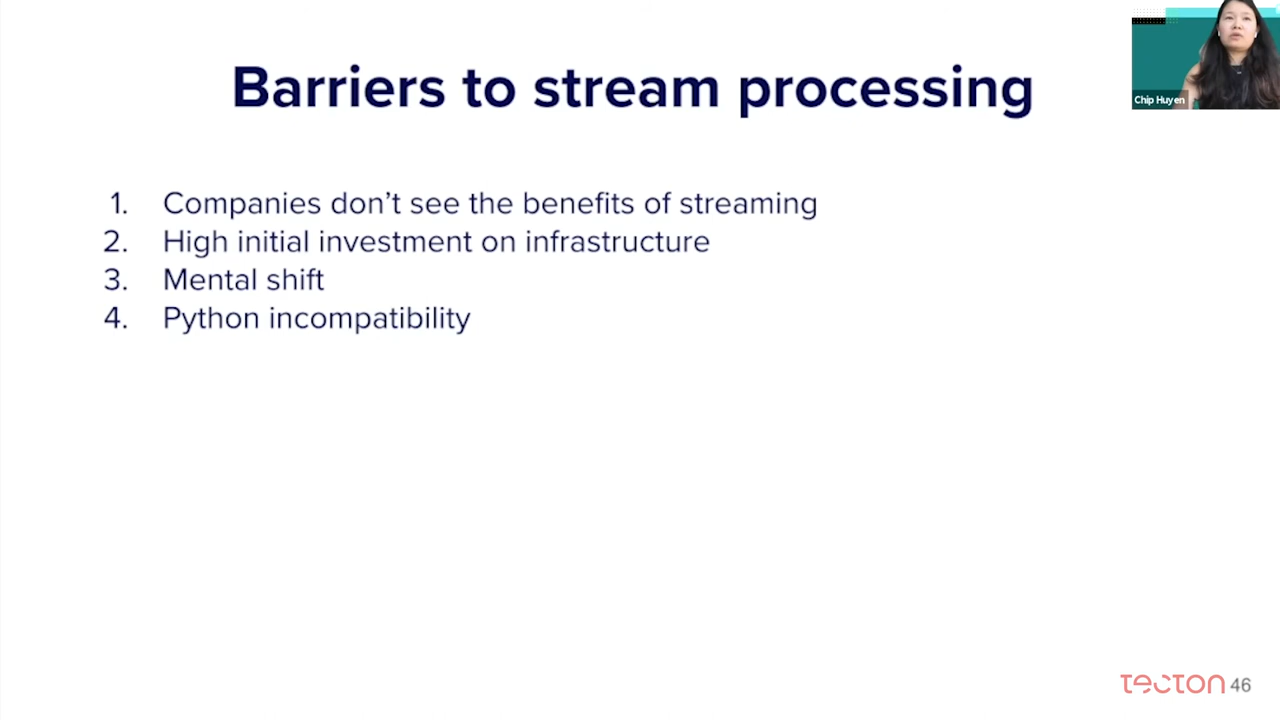 Barriers to stream processing
Chip Huyen
1. Companies don’t see the benefits of streaming
2. High initial investment on infrastructure
3. Mental shift
4. Python incompatibility
tecton 46